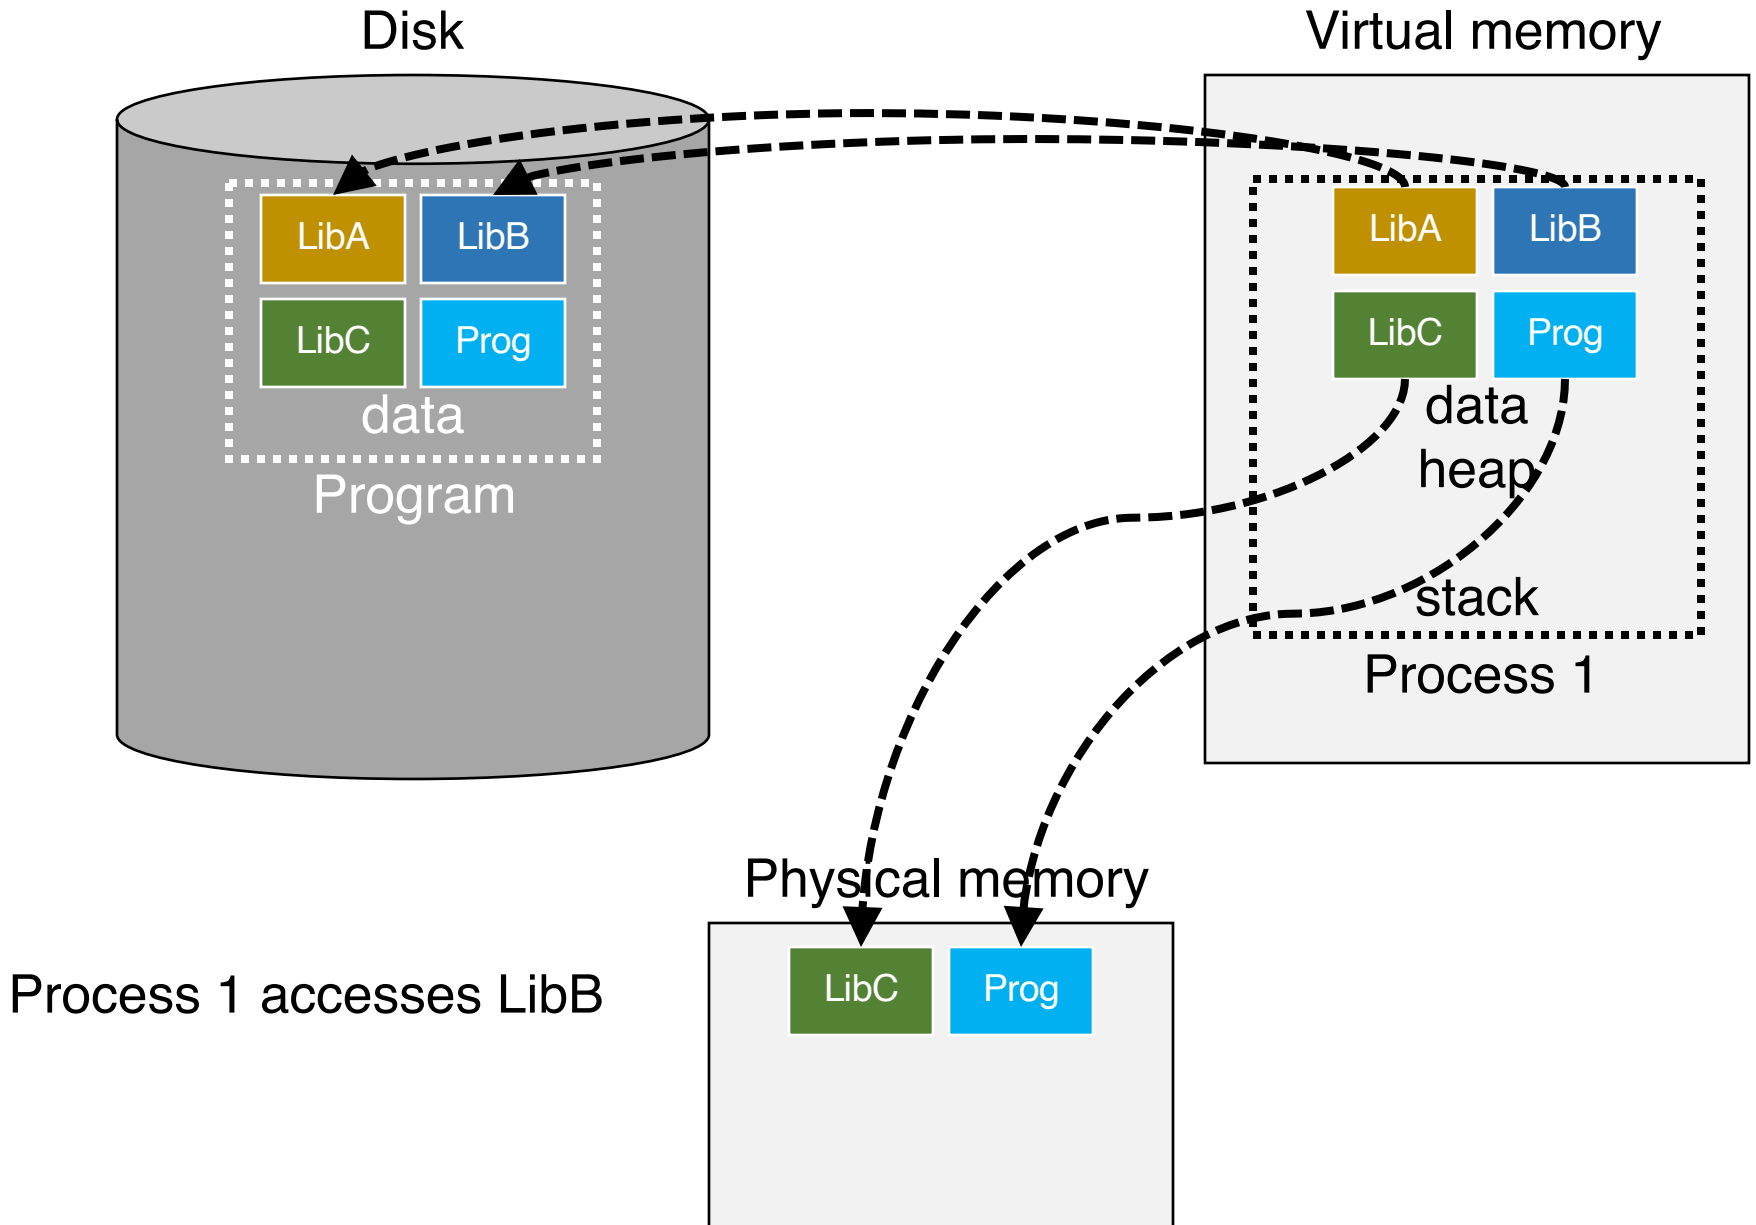 Disk
LibA LibB
LibC Prog
data
Program
Virtual memory
LibA LibB
LibC Prog
data
heap
stack
Process 1
Physical memory
LibC Prog
Process 1 accesses LibB